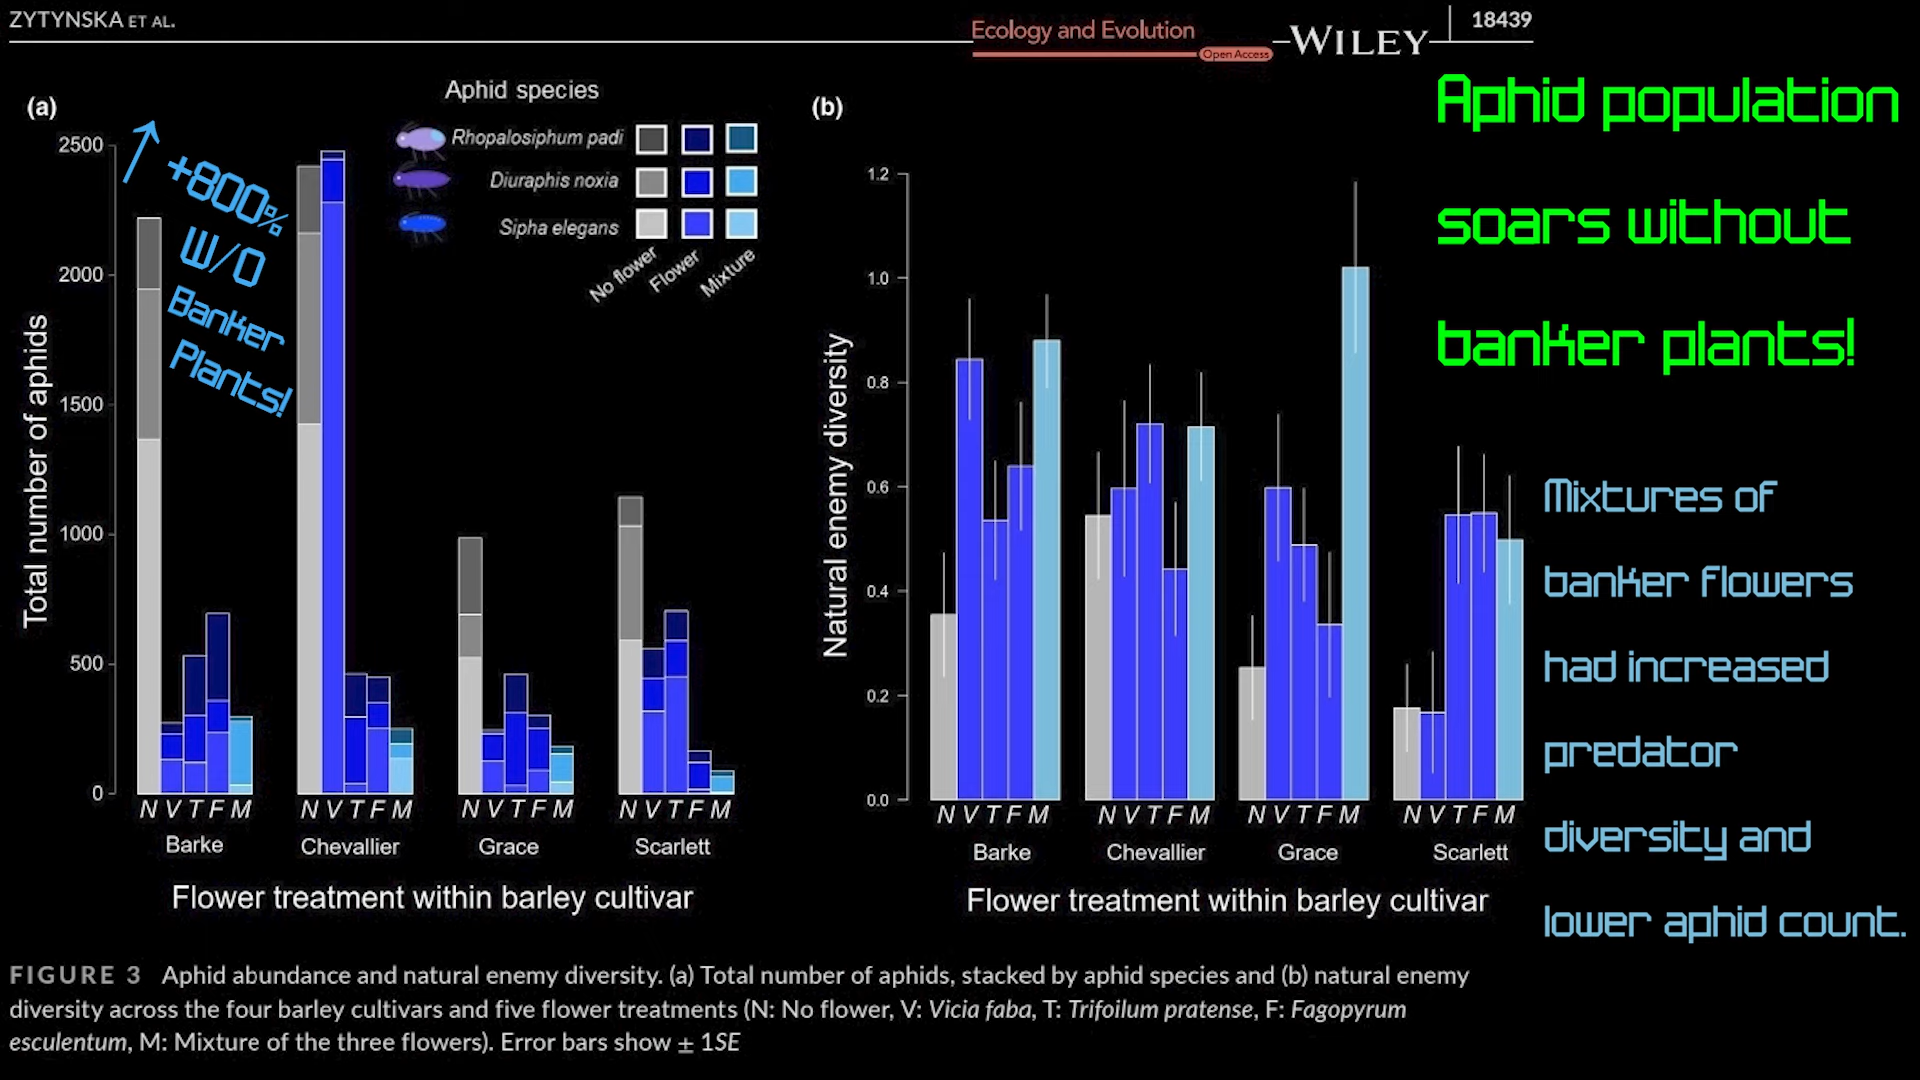 ZYTYNSKA ET AL.
Ecology and Evolution
Open Access
WILEY
18439
(a)
Aphid species
Rhopalosiphum padi
Diuraphis noxia
Sipha elegans
No flower
Flower
Mixture
+800%
W/O
Banker
Plants!
Total number of aphids
2500
2000
1500
1000
500
0
N V T F M
N V T F M
N V T F M
N V T F M
Barke
Chevallier
Grace
Scarlett
Flower treatment within barley cultivar
(b)
Natural enemy diversity
1.2
1.0
0.8
0.6
0.4
0.2
0.0
N V T F M
N V T F M
N V T F M
N V T F M
Barke
Chevallier
Grace
Scarlett
Flower treatment within barley cultivar
Aphid population
soars without
banker plants!
Mixtures of
banker flowers
had increased
predator
diversity and
lower aphid count.
FIGURE 3 Aphid abundance and natural enemy diversity. (a) Total number of aphids, stacked by aphid species and (b) natural enemy
diversity across the four barley cultivars and five flower treatments (N: No flower, V: Vicia faba, T: Trifoilum pratense, F: Fagopyrum
esculentum, M: Mixture of the three flowers). Error bars show ± 1SE